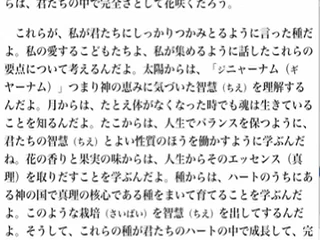 らは、君たちの中で完全さとして花咲くだろう。
これらが、私が君たちにしっかりつかみとるように言った種だ
よ。私の愛するこどもたちよ、私が集めるように話したこれらの
要点について考えるんだよ。太陽からは、「ジニャーナム（ギ
ヤーナム）」つまり神の恵みに気づいた智慧（ちえ）を理解する
んだよ。月からは、たとえ体がなくなった時でも魂は生きている
ことを知るんだよ。たこからは、人生でバランスを保つように、
君たちの智慧（ちえ）とよい性質のほうを働かすように学ぶんだ
ね。花の香りと果実の味からは、人生からそのエッセンス（真
理）を取りだすことを学ぶんだよ。種からは、ハートのうちにあ
る神の国で真理の核心である種をまいて育てることを学ぶんだ
よ。このような栽培（さいばい）を智慧（ちえ）を出してするんだ
よ。そうして、これらの種が君たちのハートの中で成長して、完